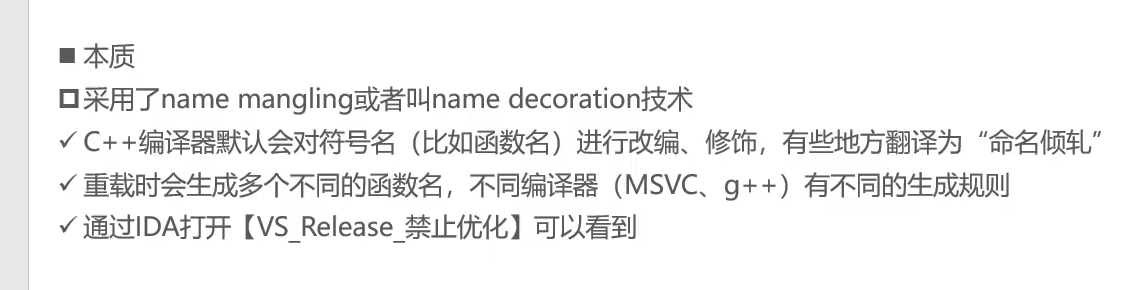 ■ 本质
◘ 采用了name mangling或者叫name decoration技术
✓ C++编译器默认会对符号名（比如函数名）进行改编、修饰，有些地方翻译为“命名倾轧”
✓ 重载时会生成多个不同的函数名，不同编译器（MSVC、g++）有不同的生成规则
✓ 通过IDA打开【VS_Release_禁止优化】可以看到